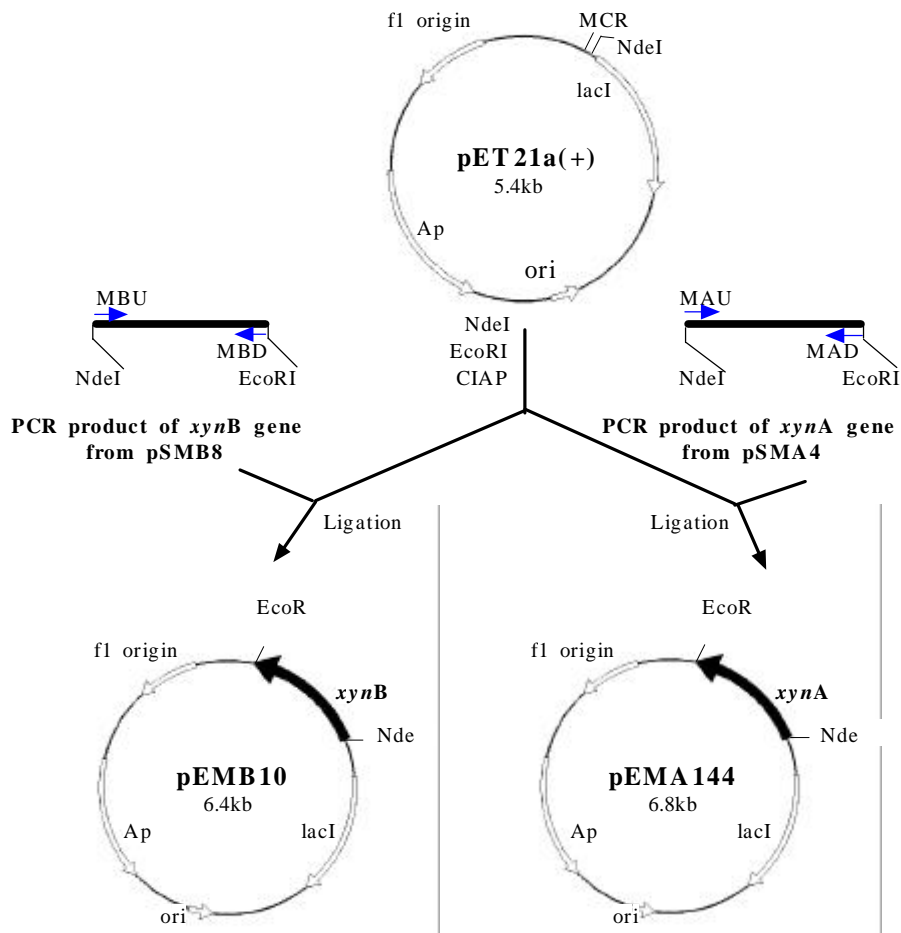 f1 origin
MCR
NdeI
lacI
pET21a(+)
5.4kb
Ap
ori
MBU
MBD
NdeI
EcoRI
PCR product of xynB gene
from pSMB8
NdeI
EcoRI
CIAP
MAU
MAD
NdeI
EcoRI
PCR product of xynA gene
from pSMA4
Ligation
Ligation
EcoR
f1 origin
xynB
Nde
pEMB10
6.4kb
Ap
lacI
ori
EcoR
f1 origin
xynA
Nde
pEMA144
6.8kb
Ap
lacI
ori